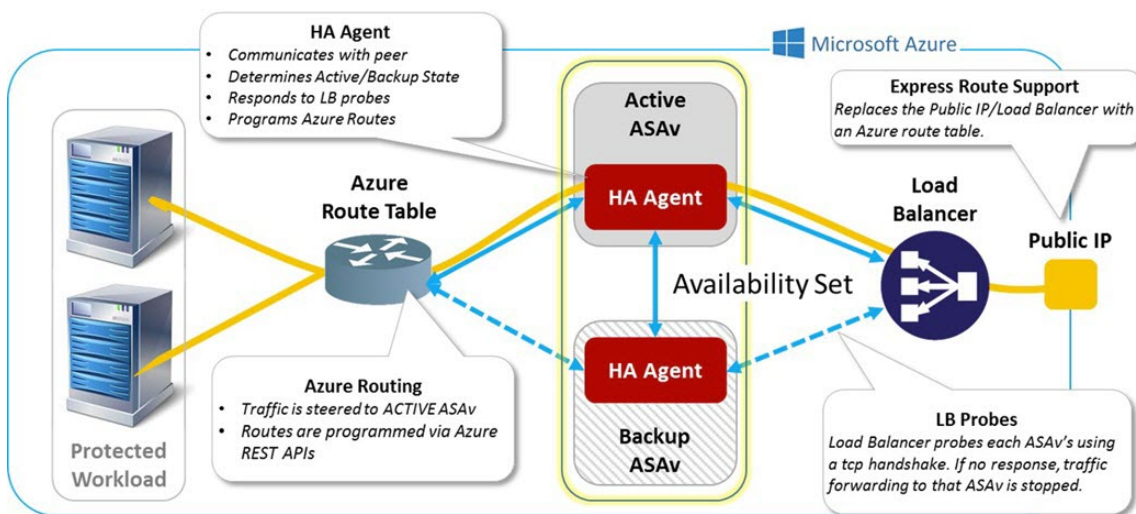 HA Agent
• Communicates with peer
• Determines Active/Backup State
• Responds to LB probes
• Programs Azure Routes
Microsoft Azure
Express Route Support
Replaces the Public IP/Load Balancer with
an Azure route table.
Active
ASAv
HA Agent
Azure
Route Table
Load
Balancer
Public IP
Availability Set
HA Agent
Backup
ASAv
Azure Routing
• Traffic is steered to ACTIVE ASAv
• Routes are programmed via Azure
REST APIs
LB Probes
Load Balancer probes each ASAv's using
a tcp handshake. If no response, traffic
forwarding to that ASAv is stopped.
Protected
Workload